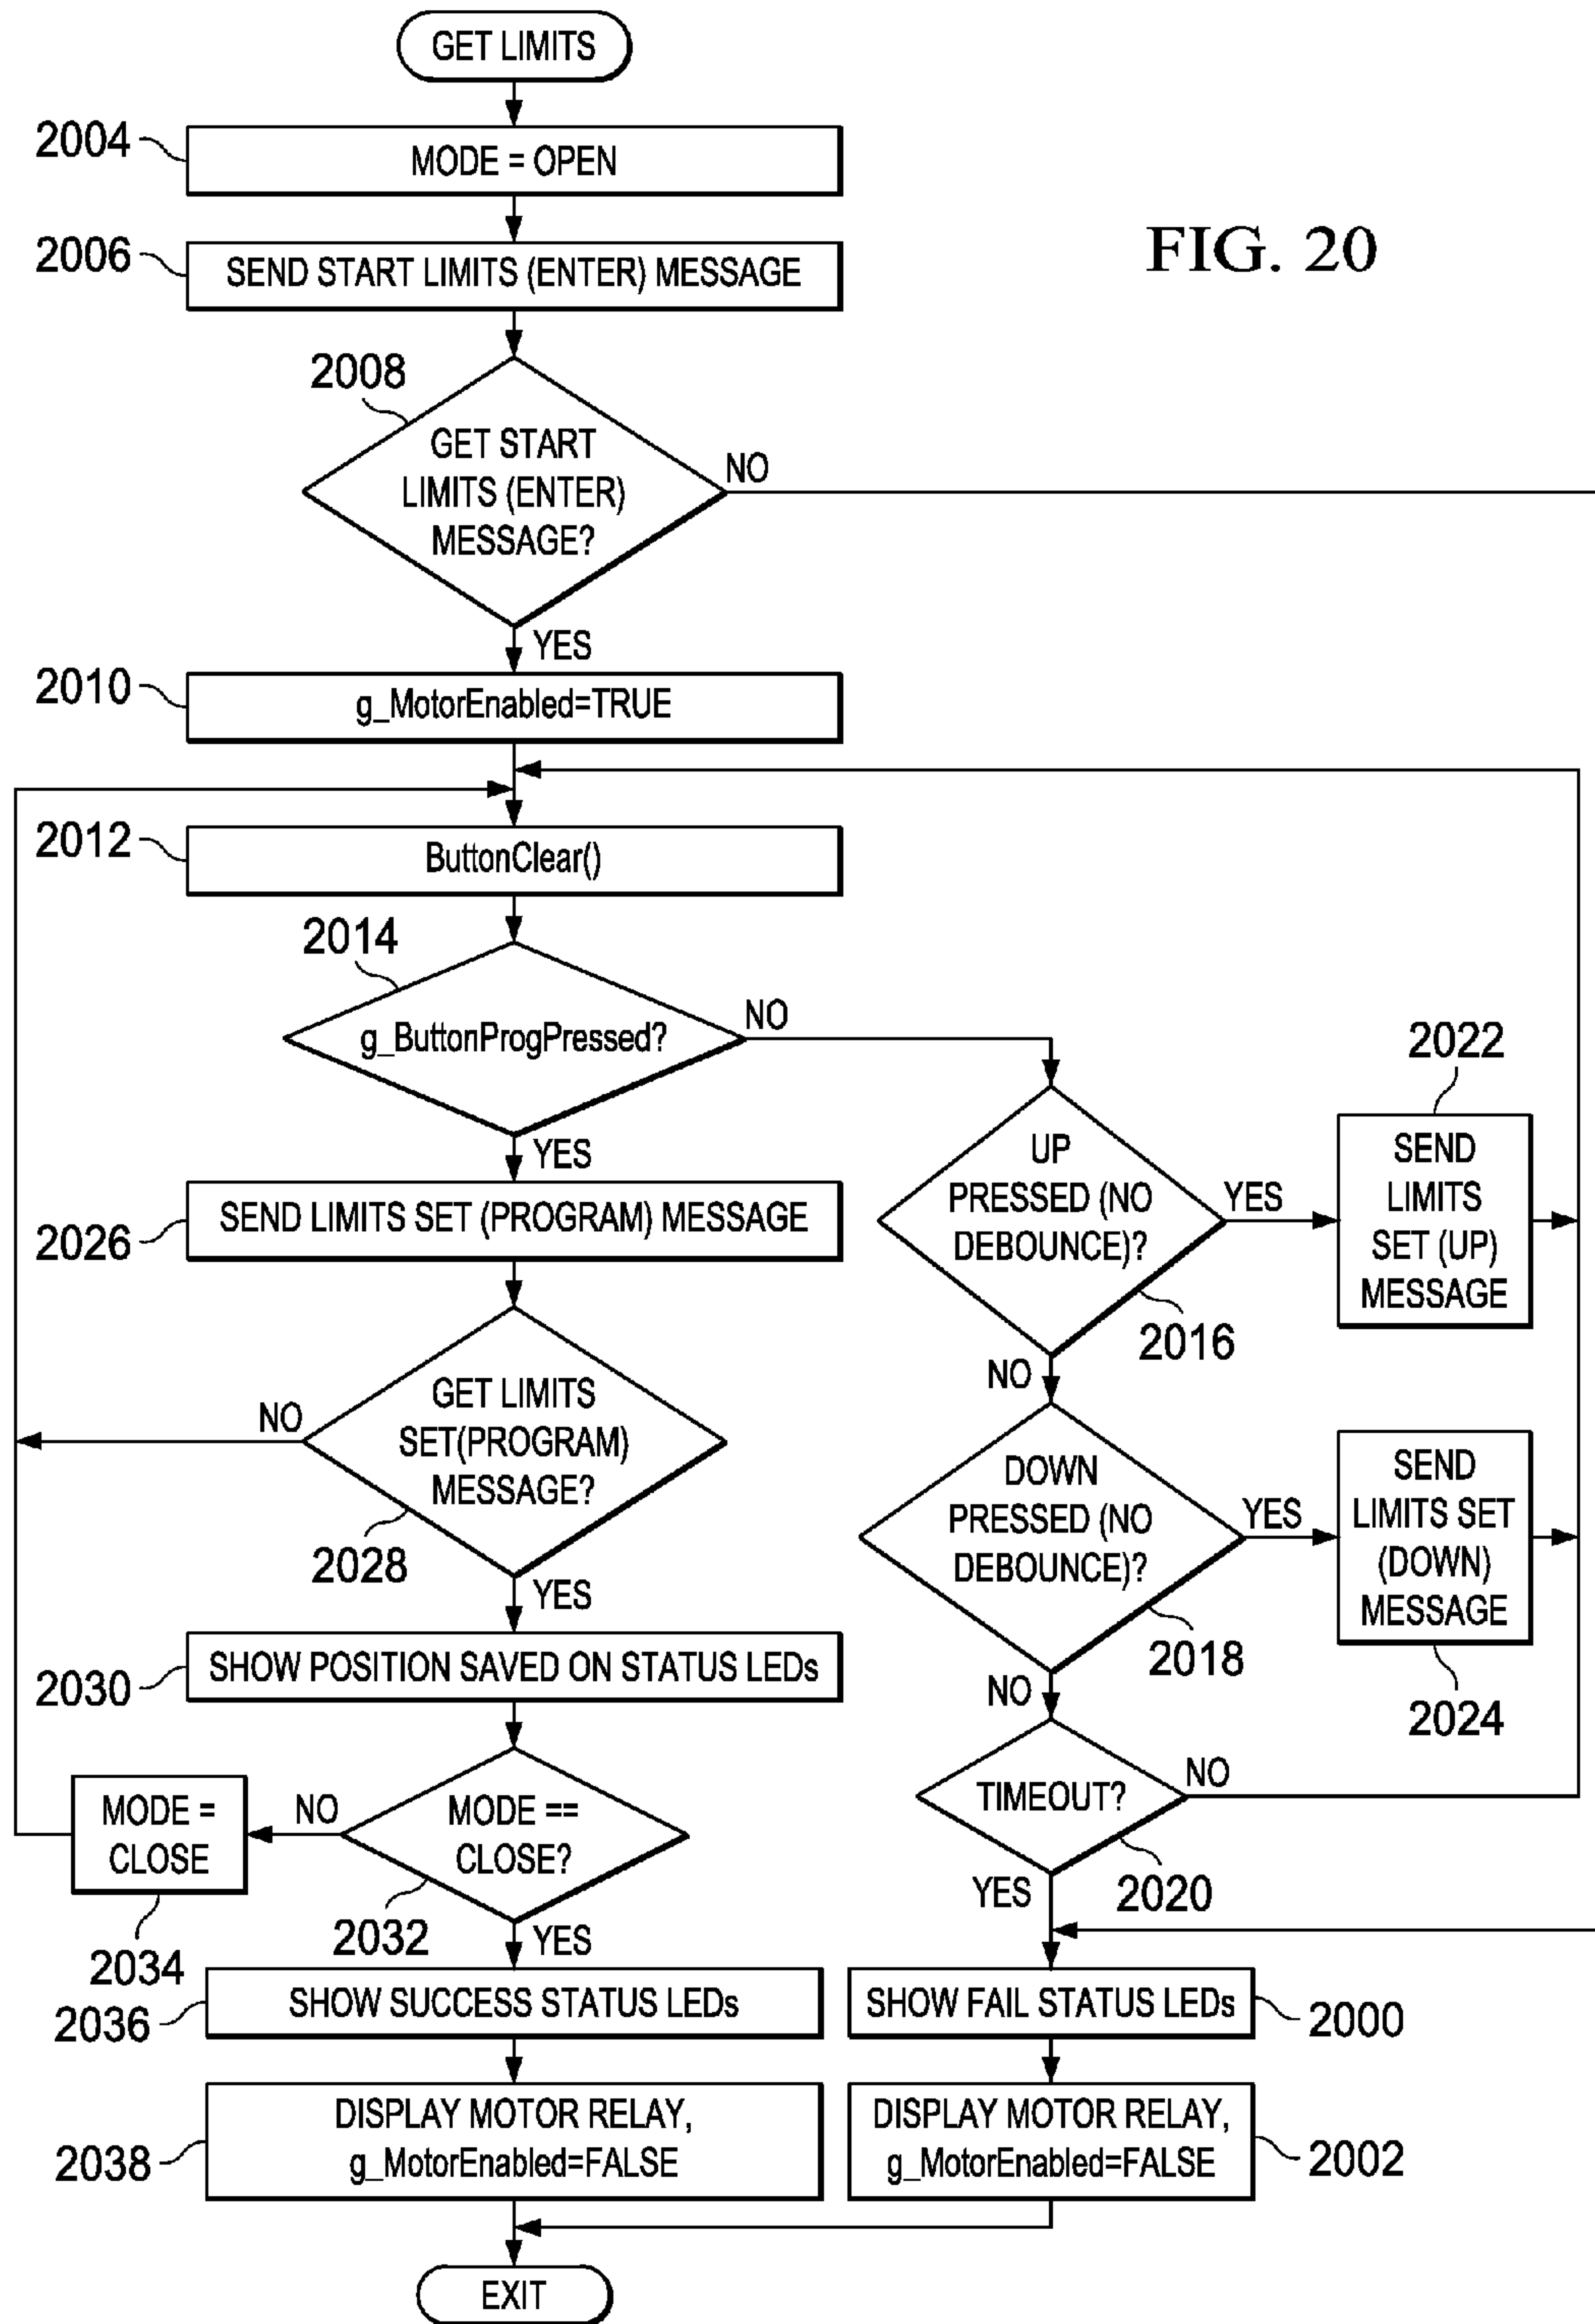 GET LIMITS
2004
MODE = OPEN
2006
SEND START LIMITS (ENTER) MESSAGE
FIG. 20
2008
GET START
LIMITS (ENTER)
MESSAGE?
NO
YES
2010
g_MotorEnabled=TRUE
2012
ButtonClear()
2014
g_ButtonProgPressed?
NO
YES
2022
UP
PRESSED (NO
DEBOUNCE)?
YES
SEND
LIMITS
SET (UP)
MESSAGE
2016
NO
2026
SEND LIMITS SET (PROGRAM) MESSAGE
GET LIMITS
SET(PROGRAM)
MESSAGE?
NO
2028
YES
DOWN
PRESSED (NO
DEBOUNCE)?
YES
SEND
LIMITS SET
(DOWN)
MESSAGE
2018
2024
NO
2030
SHOW POSITION SAVED ON STATUS LEDs
TIMEOUT?
NO
2020
YES
MODE ==
CLOSE?
NO
MODE =
CLOSE
2032
2034
YES
2036
SHOW SUCCESS STATUS LEDs
SHOW FAIL STATUS LEDs
2000
2038
DISPLAY MOTOR RELAY,
g_MotorEnabled=FALSE
DISPLAY MOTOR RELAY,
g_MotorEnabled=FALSE
2002
EXIT